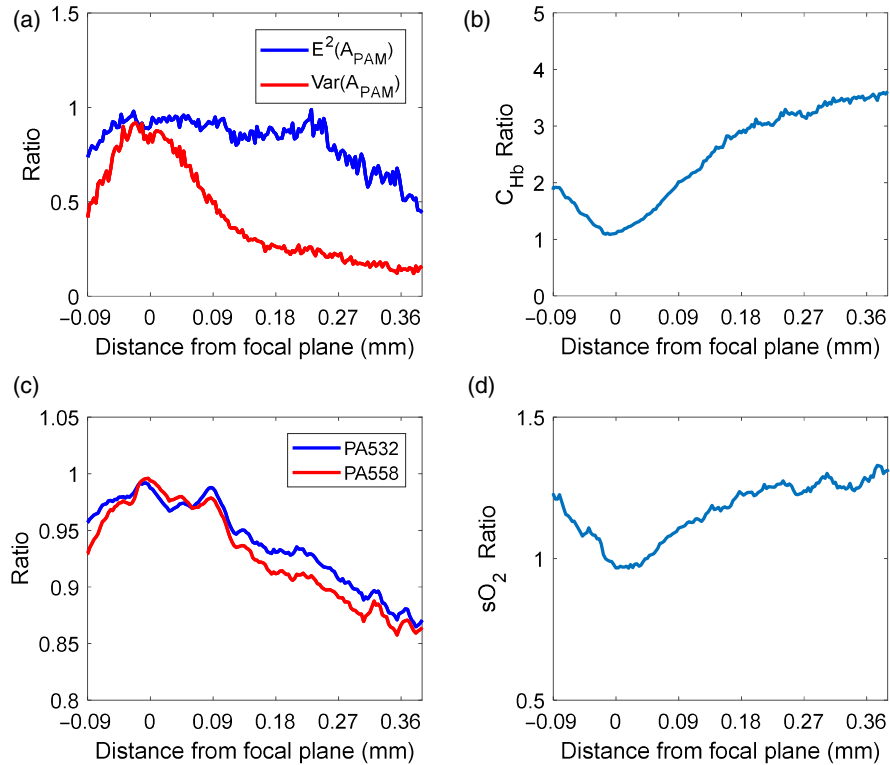 (a)
1.5
1
0.5
0
Ratio
E²(A_PAM)
Var(A_PAM)
−0.09 0 0.09 0.18 0.27 0.36
Distance from focal plane (mm)
(b)
5
4
3
2
1
0
C_Hb Ratio
−0.09 0 0.09 0.18 0.27 0.36
Distance from focal plane (mm)
(c)
1.05
1
0.95
0.9
0.85
0.8
Ratio
PA532
PA558
−0.09 0 0.09 0.18 0.27 0.36
Distance from focal plane (mm)
(d)
1.5
1
0.5
sO₂ Ratio
−0.09 0 0.09 0.18 0.27 0.36
Distance from focal plane (mm)